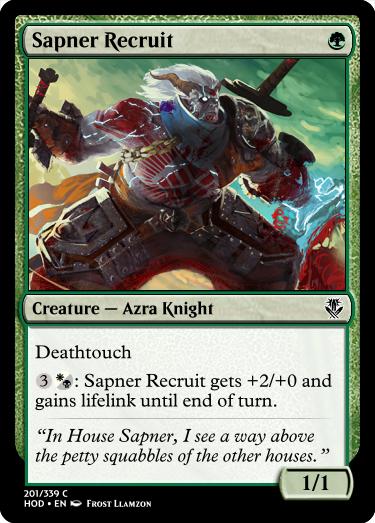 Sapner Recruit
Creature — Azra Knight
Deathtouch
3 : Sapner Recruit gets +2/+0 and
gains lifelink until end of turn.
“In House Sapner, I see a way above
the petty squabbles of the other houses.”
1/1
201/339 C
HOD • EN Frost Llamzon